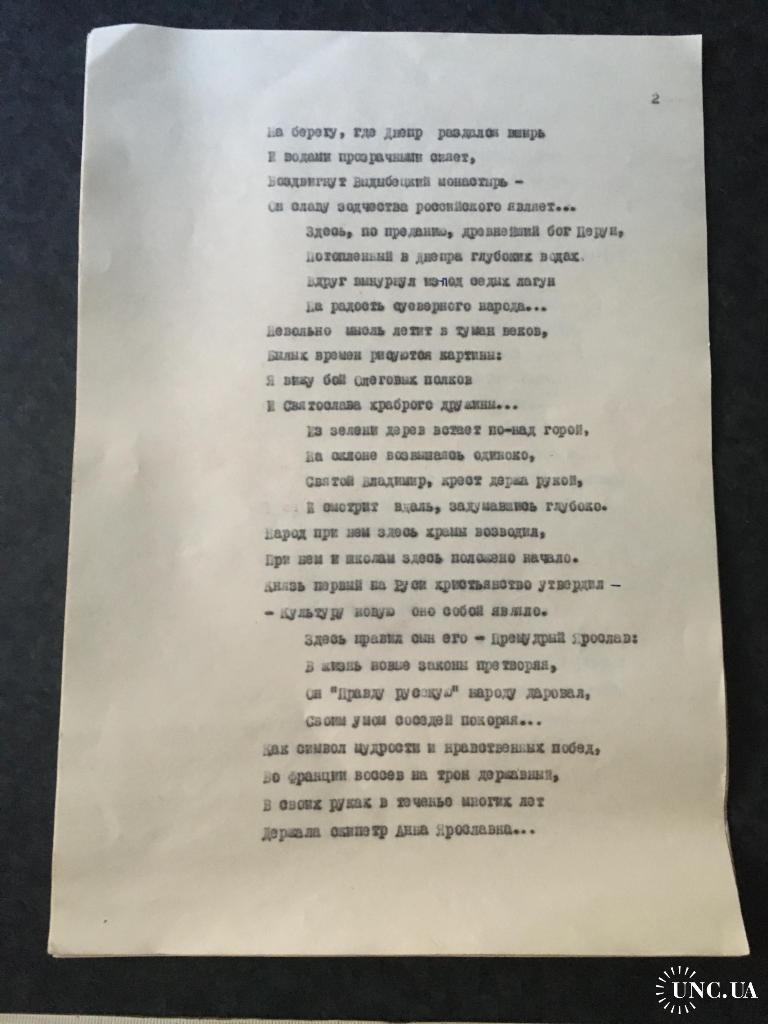 2
На берегу, где Днепр раздался вширь
И водами прозрачными сияет,
Воздвигнут Выдыбецкий монастырь -
Он славу зодчества российского являет...
Здесь, по преданию, древнейший бог Перун,
Потопленный в Днепра глубоких водах.
Вдруг вынурнул из-под седых лагун
На радость суеверного народа...
Невольно мысль летит в туман веков,
Былых времен рисуются картины:
Я вижу бой Олеговых полков
И Святослава храброго дружины...
Из зелени дерев встает по-над горой,
На склоне возвышаясь одиноко,
Святой Владимир, крест держа рукой,
И смотрит вдаль, задумавшись глубоко.
Народ при нем здесь храмы возводил,
При нем и школам здесь положено начало.
Князь первый на Руси христьянство утвердил -
- Культуру новую оно собой являло.
Здесь правил сын его - Премудрый Ярослав:
В жизнь новые законы претворяя,
Он "Правду русскую" народу даровал,
Своим умом соседей покоряя...
Как символ мудрости и нравственных побед,
Во Франции воссев на трон державный,
В своих руках в теченье многих лет
Держала скипетр Анна Ярославна...
UNC.UA